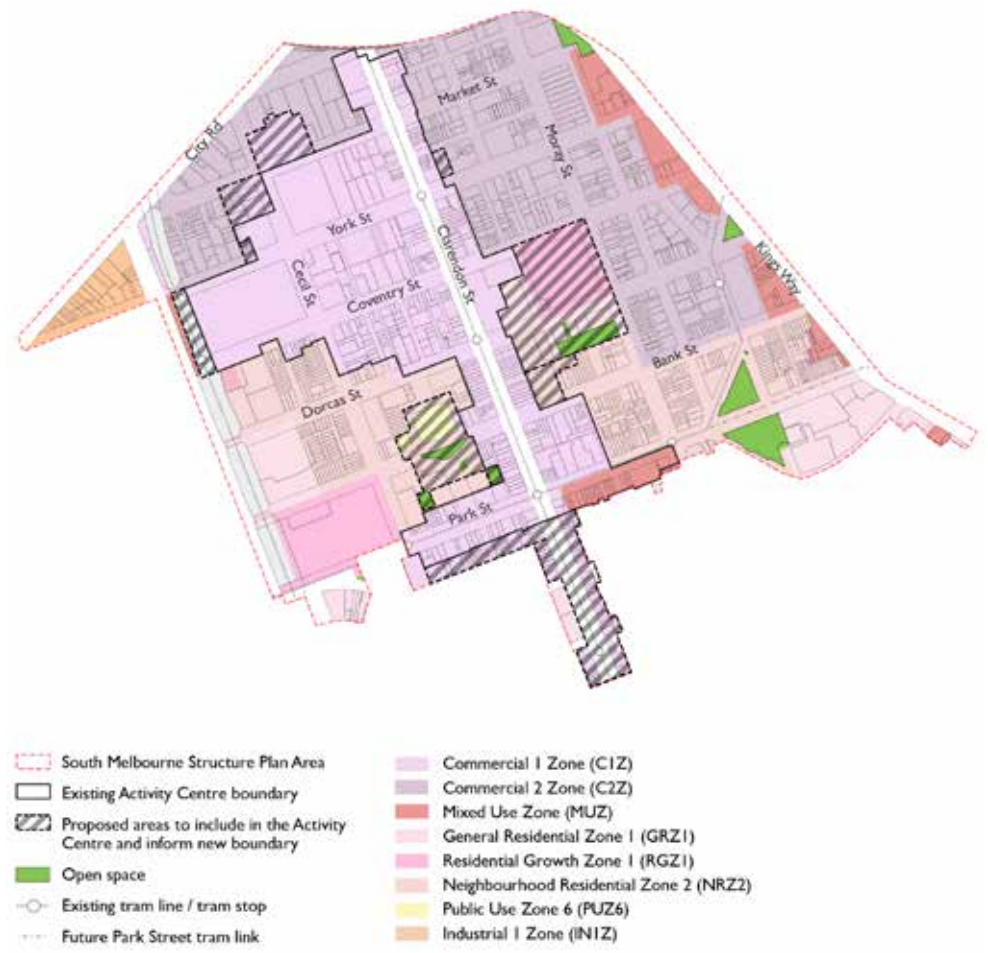 Market St
City Rd
Moray St
York St
Clarendon St
Cecil St
Coventry St
Kings Way
Bank St
Dorcas St
Park St
South Melbourne Structure Plan Area
Existing Activity Centre boundary
Proposed areas to include in the Activity
Centre and inform new boundary
Open space
Existing tram line / tram stop
Future Park Street tram link
Commercial 1 Zone (C1Z)
Commercial 2 Zone (C2Z)
Mixed Use Zone (MUZ)
General Residential Zone 1 (GRZ1)
Residential Growth Zone 1 (RGZ1)
Neighbourhood Residential Zone 2 (NRZ2)
Public Use Zone 6 (PUZ6)
Industrial 1 Zone (IN1Z)